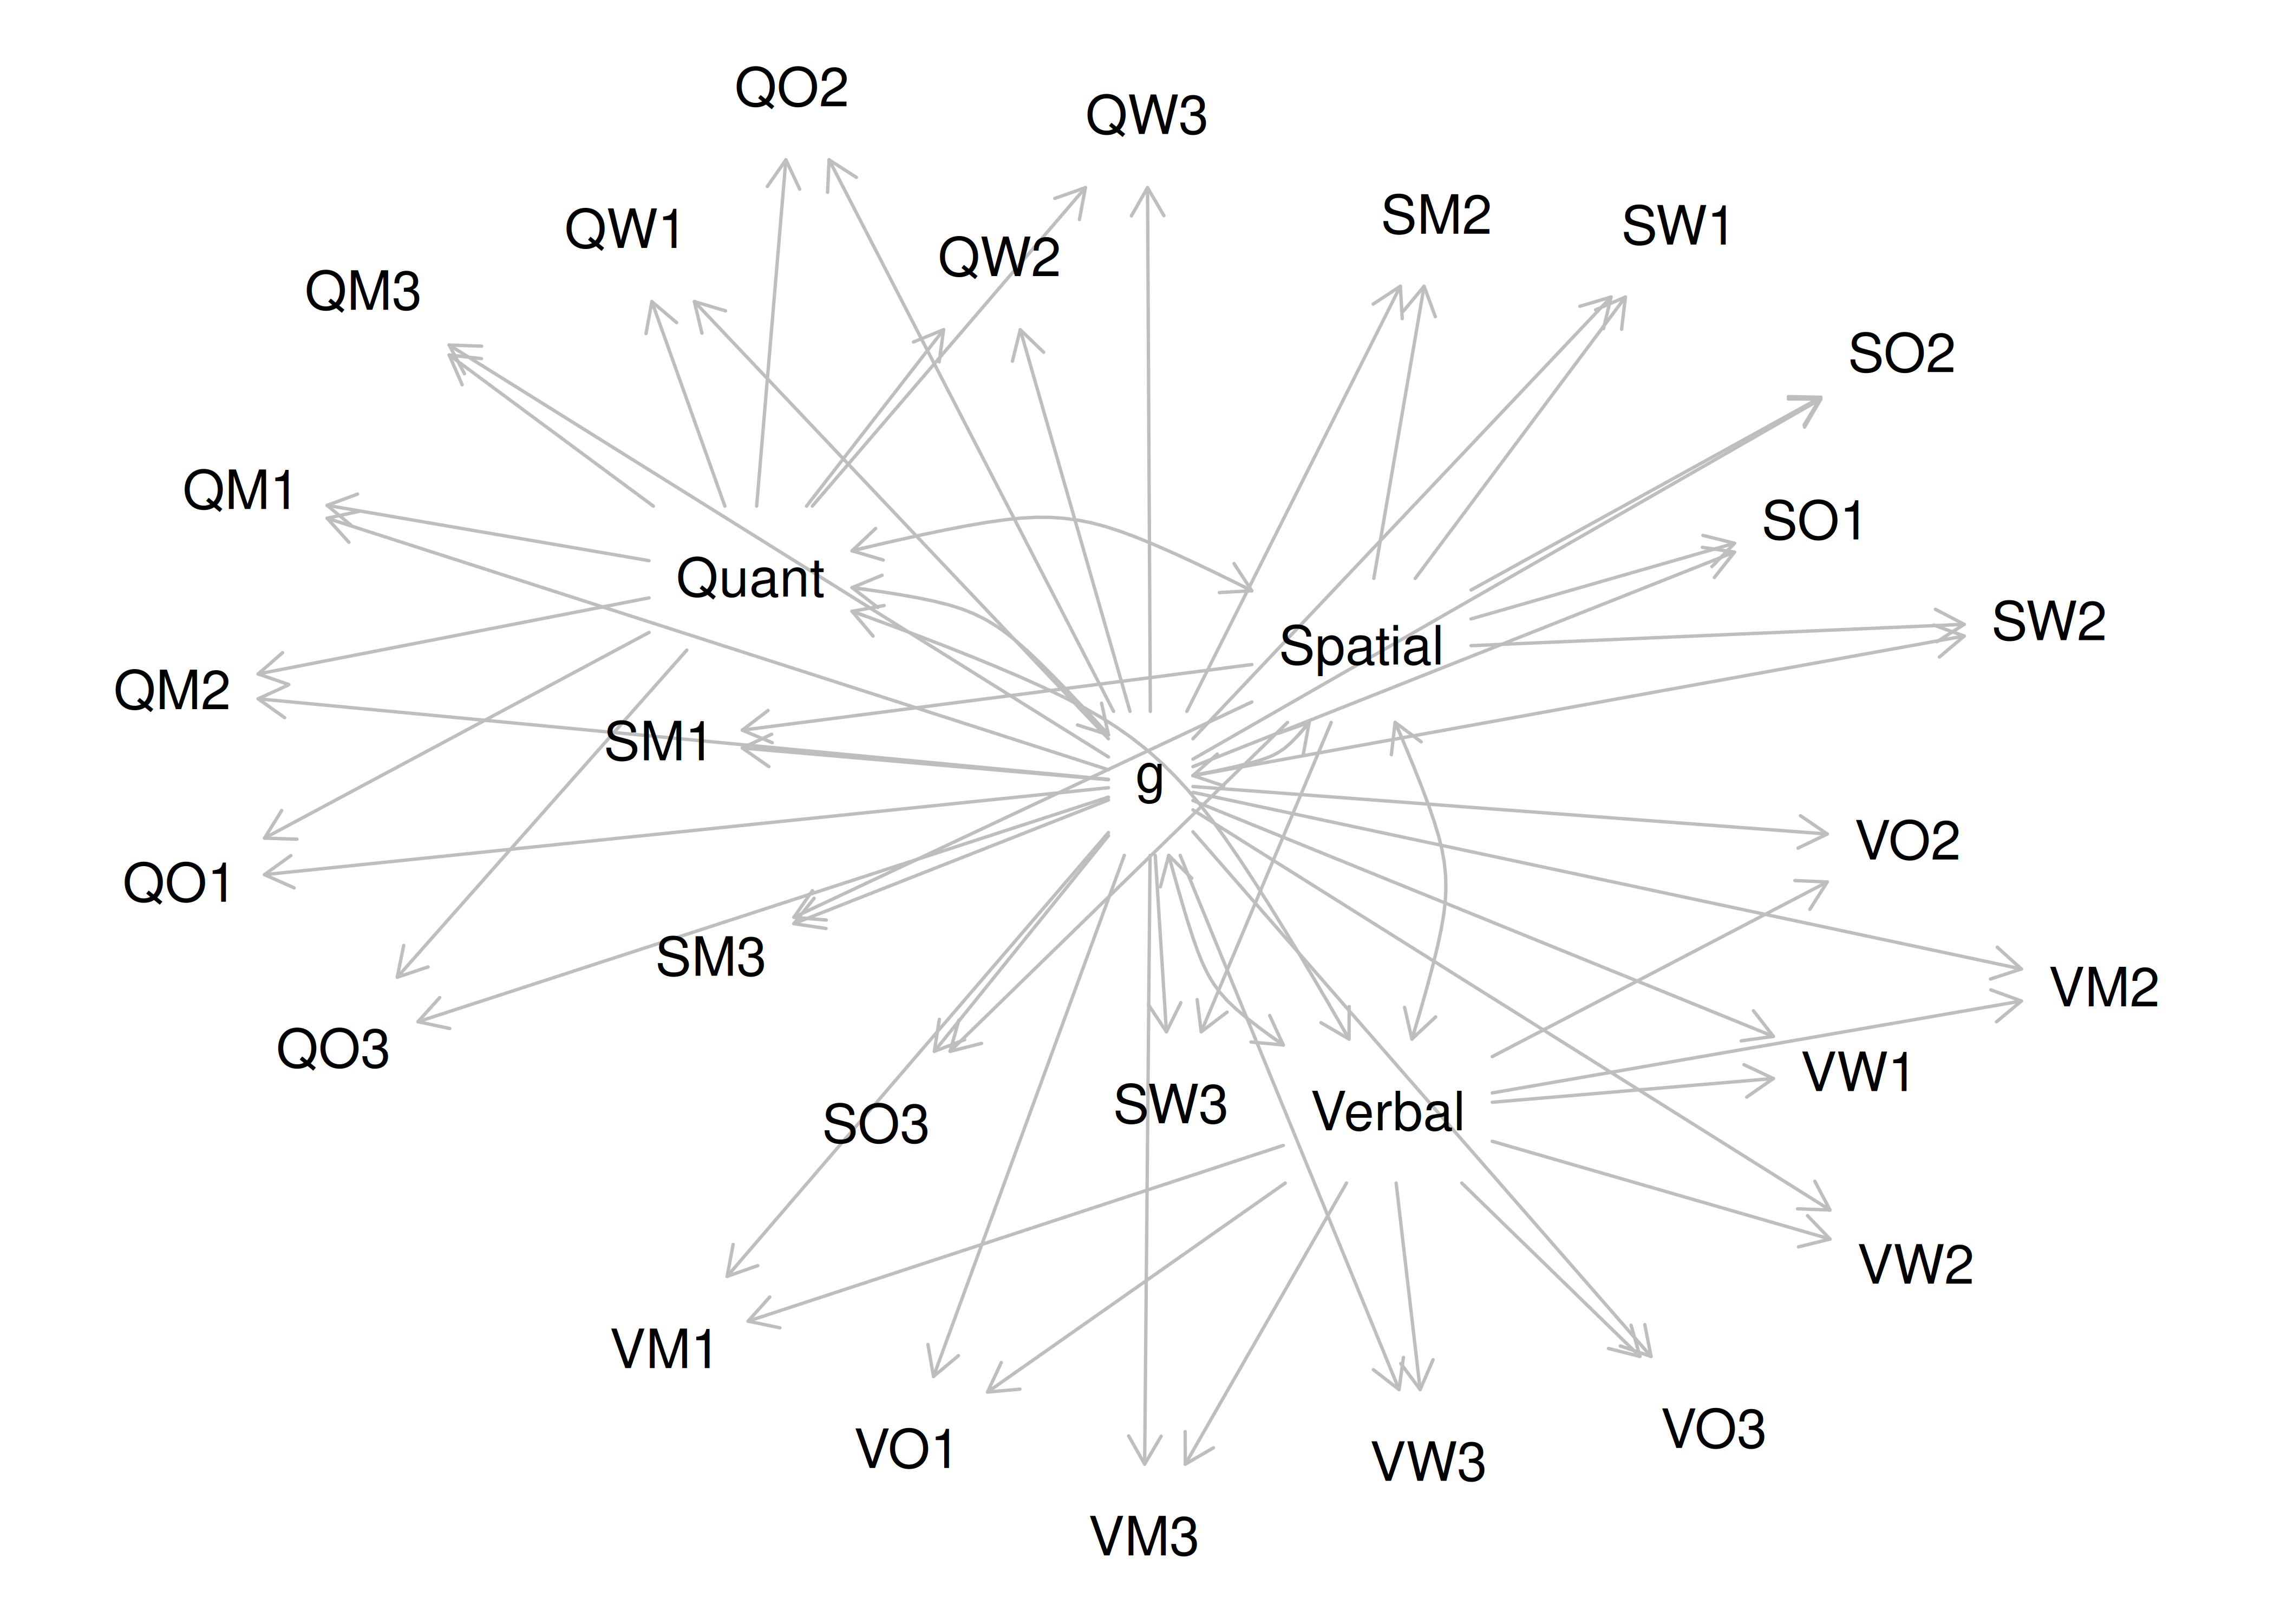 QO2
QW3
SM2
SW1
QW1
QW2
QM3
SO2
QM1
SO1
Quant
SW2
Spatial
QM2
SM1
g
VO2
QO1
SM3
VM2
QO3
VW1
SW3
Verbal
SO3
VW2
VM1
VO3
VO1
VW3
VM3